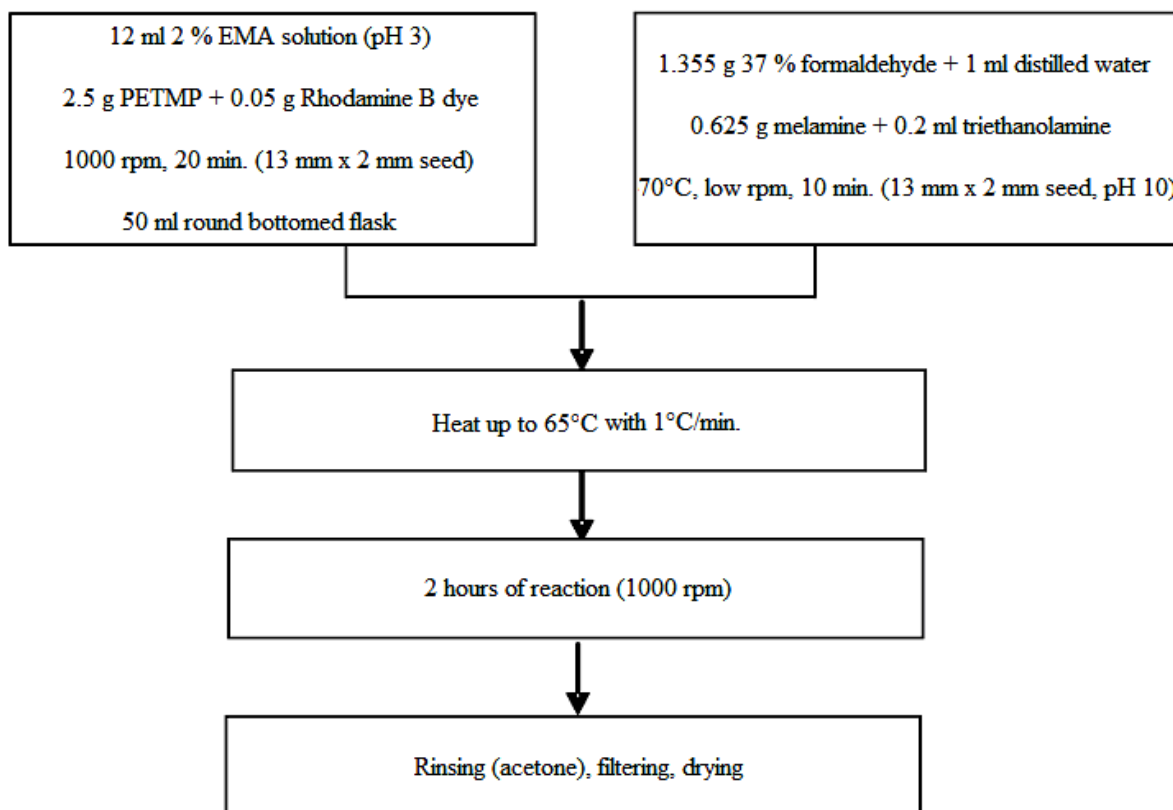 12 ml 2 % EMA solution (pH 3)
2.5 g PETMP + 0.05 g Rhodamine B dye
1000 rpm, 20 min. (13 mm x 2 mm seed)
50 ml round bottomed flask
1.355 g 37 % formaldehyde + 1 ml distilled water
0.625 g melamine + 0.2 ml triethanolamine
70°C, low rpm, 10 min. (13 mm x 2 mm seed, pH 10)
Heat up to 65°C with 1°C/min.
2 hours of reaction (1000 rpm)
Rinsing (acetone), filtering, drying